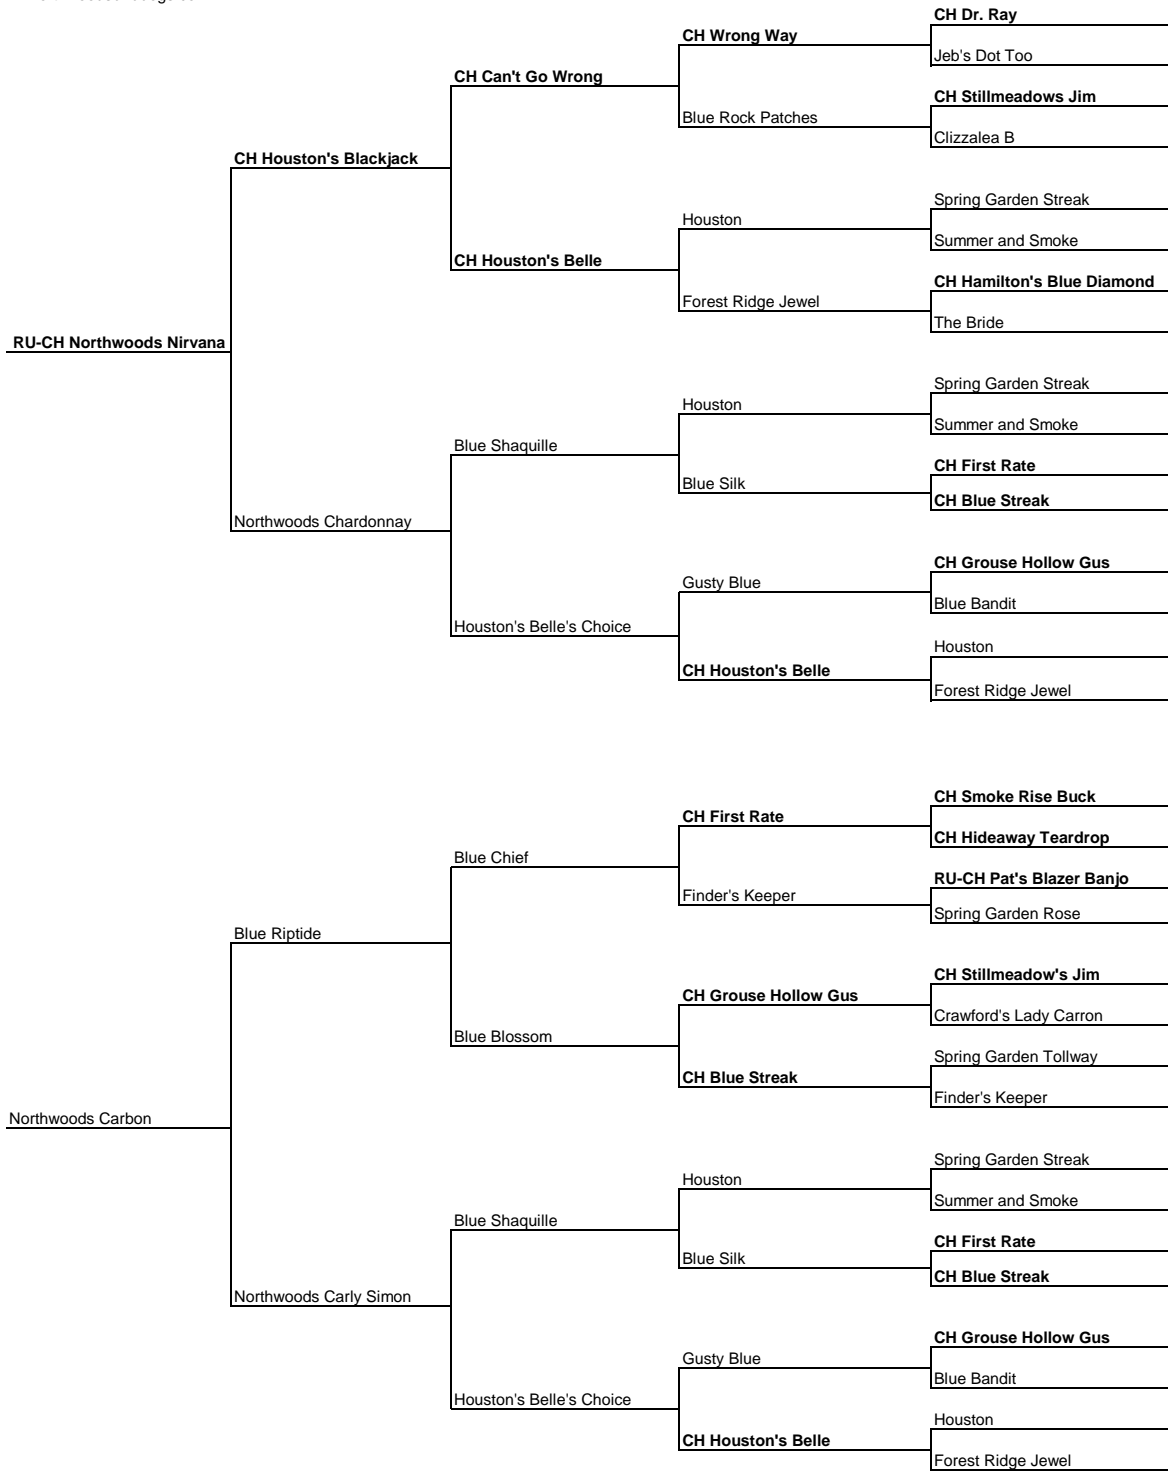 CH Dr. Ray
CH Wrong Way
Jeb's Dot Too
CH Can't Go Wrong
CH Stillmeadows Jim
Blue Rock Patches
Clizzalea B
CH Houston's Blackjack
Spring Garden Streak
Houston
Summer and Smoke
CH Houston's Belle
CH Hamilton's Blue Diamond
Forest Ridge Jewel
The Bride
RU-CH Northwoods Nirvana
Spring Garden Streak
Houston
Summer and Smoke
Blue Shaquille
CH First Rate
Blue Silk
CH Blue Streak
Northwoods Chardonnay
CH Grouse Hollow Gus
Gusty Blue
Blue Bandit
Houston's Belle's Choice
Houston
CH Houston's Belle
Forest Ridge Jewel
CH Smoke Rise Buck
CH First Rate
CH Hideaway Teardrop
Blue Chief
RU-CH Pat's Blazer Banjo
Finder's Keeper
Spring Garden Rose
Blue Riptide
CH Stillmeadow's Jim
CH Grouse Hollow Gus
Crawford's Lady Carron
Blue Blossom
Spring Garden Tollway
CH Blue Streak
Finder's Keeper
Northwoods Carbon
Spring Garden Streak
Houston
Summer and Smoke
Blue Shaquille
CH First Rate
Blue Silk
CH Blue Streak
Northwoods Carly Simon
CH Grouse Hollow Gus
Gusty Blue
Blue Bandit
Houston's Belle's Choice
Houston
CH Houston's Belle
Forest Ridge Jewel